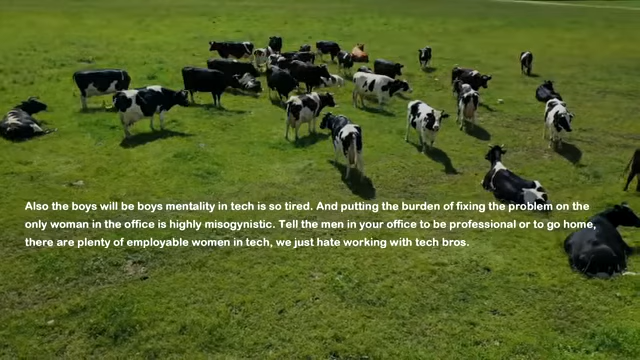 Also the boys will be boys mentality in tech is so tired. And putting the burden of fixing the problem on the
only woman in the office is highly misogynistic. Tell the men in your office to be professional or to go home,
there are plenty of employable women in tech, we just hate working with tech bros.